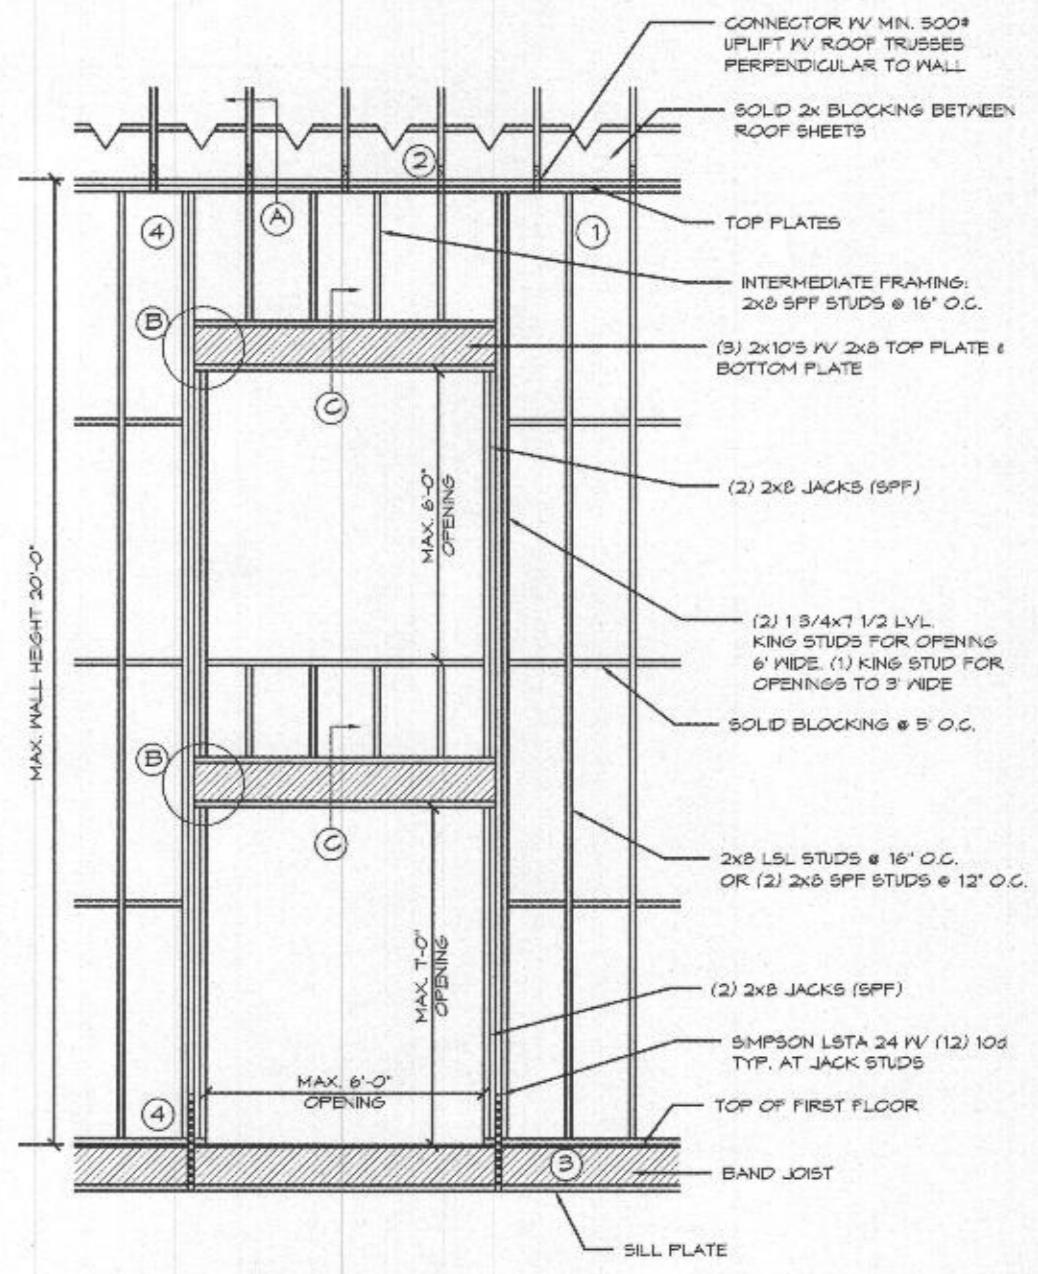 CONNECTOR W/ MIN. 500#
UPLIFT W/ ROOF TRUSSES
PERPENDICULAR TO WALL
SOLID 2x BLOCKING BETWEEN
ROOF SHEETS
2
A
4
1
TOP PLATES
INTERMEDIATE FRAMING:
2x8 SPF STUDS @ 16" O.C.
B
(3) 2x10'S W/ 2x8 TOP PLATE &
BOTTOM PLATE
C
(2) 2x8 JACKS (SPF)
MAX. 6'-0"
OPENING
MAX. WALL HEIGHT 20'-0"
(2) 1 3/4x7 1/2 LVL.
KING STUDS FOR OPENING
6' WIDE. (1) KING STUD FOR
OPENINGS TO 3' WIDE
SOLID BLOCKING @ 5' O.C.
B
C
2x8 LSL STUDS @ 16" O.C.
OR (2) 2x8 SPF STUDS @ 12" O.C.
MAX. 7'-0"
OPENING
(2) 2x8 JACKS (SPF)
SIMPSON LSTA 24 W/ (12) 10d
TYP. AT JACK STUDS
MAX. 6'-0"
OPENING
4
TOP OF FIRST FLOOR
3
BAND JOIST
SILL PLATE